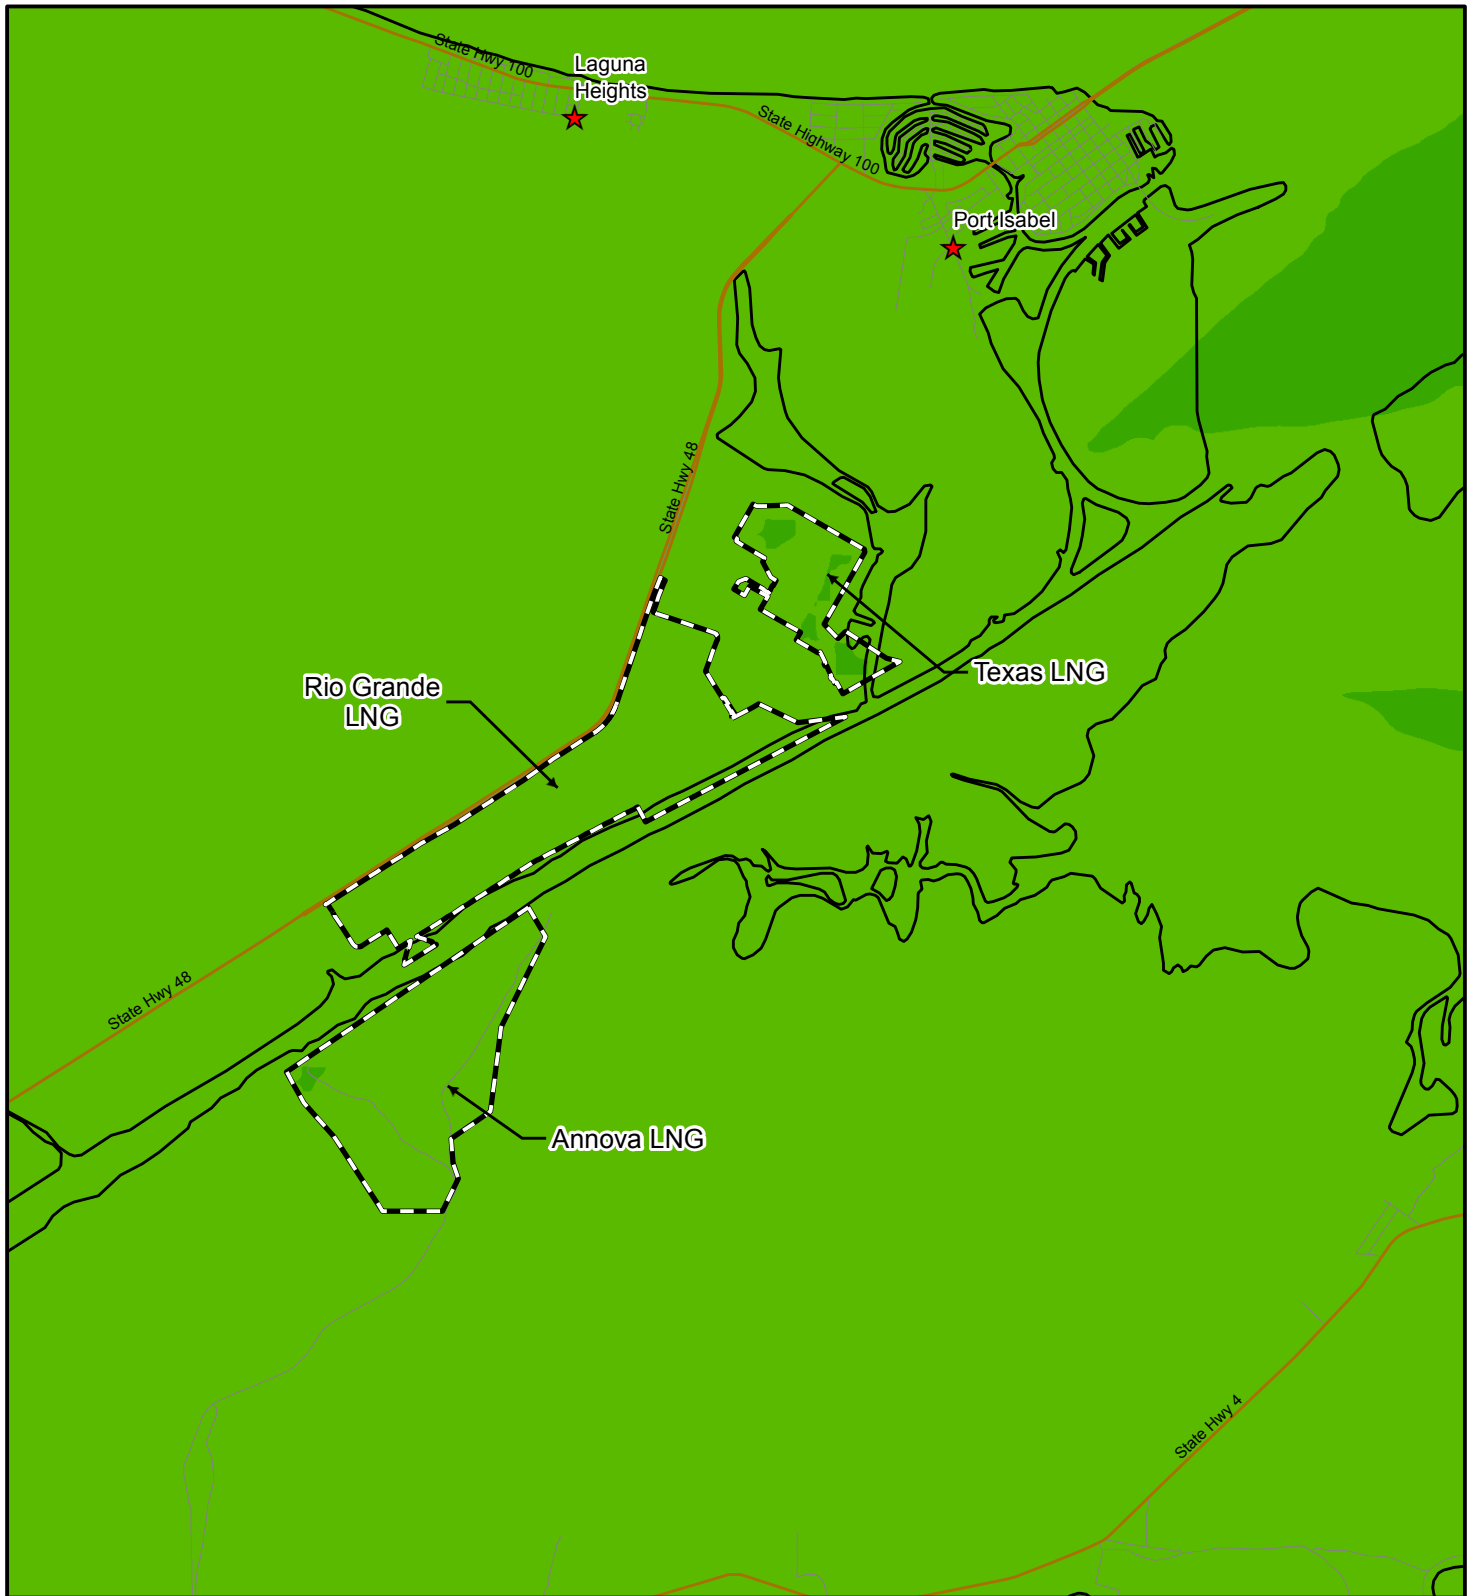 State Hwy 100
Laguna
Heights
State Highway 100
Port Isabel
State Hwy 48
Texas LNG
Rio Grande
LNG
State Hwy 48
Annova LNG
State Hwy 4